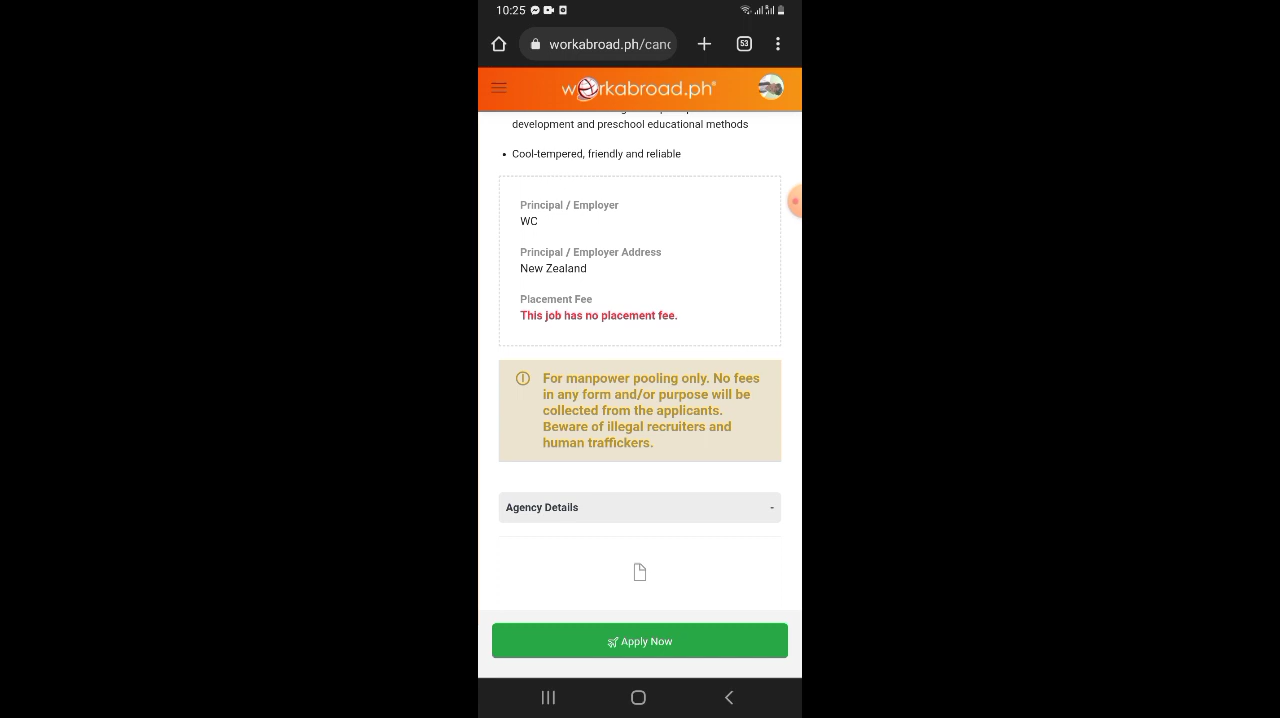 10:25
workabroad.ph/canc
53
workabroad.ph
development and preschool educational methods
• Cool-tempered, friendly and reliable
Principal / Employer
WC
Principal / Employer Address
New Zealand
Placement Fee
This job has no placement fee.
For manpower pooling only. No fees
in any form and/or purpose will be
collected from the applicants.
Beware of illegal recruiters and
human traffickers.
Agency Details
Apply Now